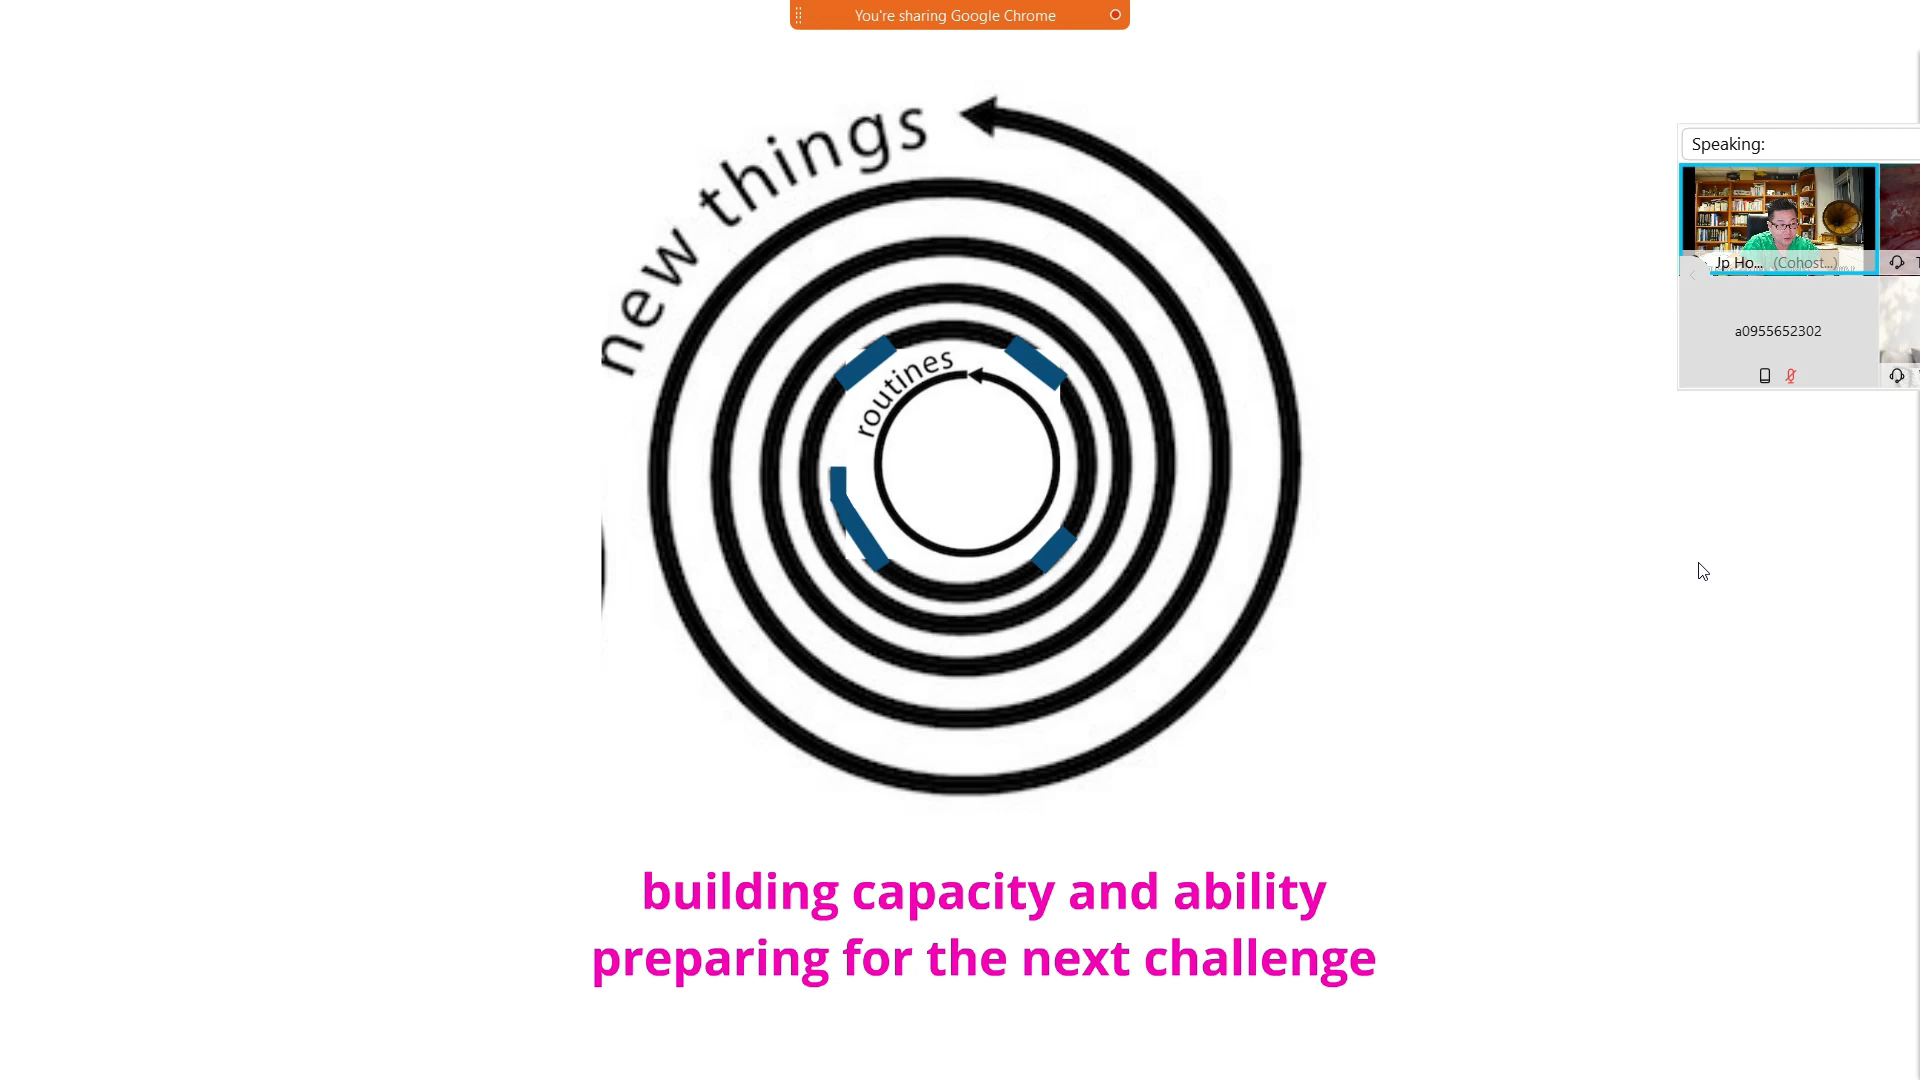 You're sharing Google Chrome
new things
routines
Speaking:
Jp Ho... (Cohost...)
a0955652302
building capacity and ability
preparing for the next challenge